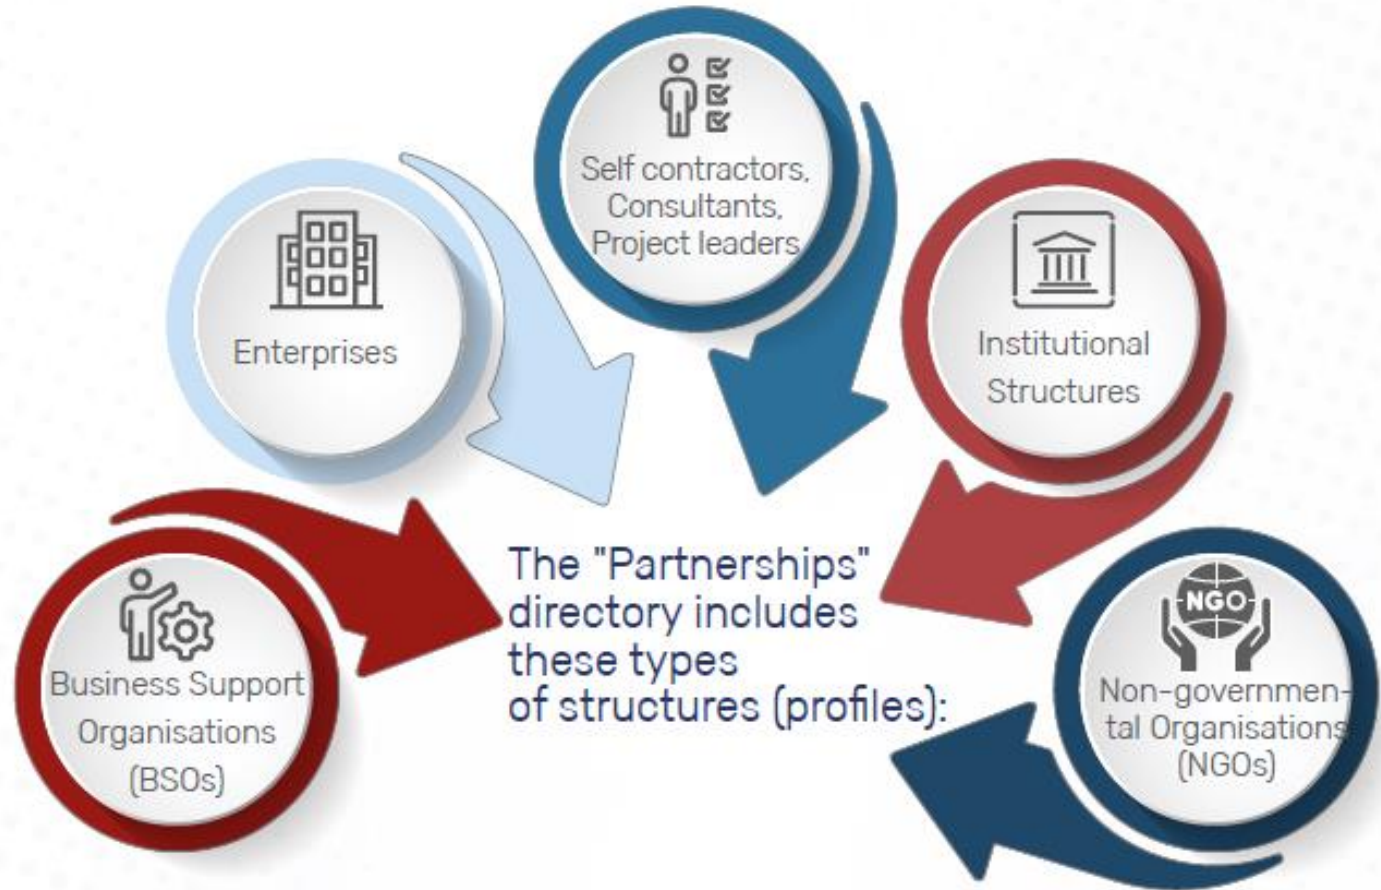 Self contractors,
Consultants,
Project leaders
Enterprises
Institutional
Structures
The "Partnerships"
directory includes
these types
of structures (profiles):
Business Support
Organisations
(BSOs)
NGO
Non-governmen-
tal Organisations
(NGOs)